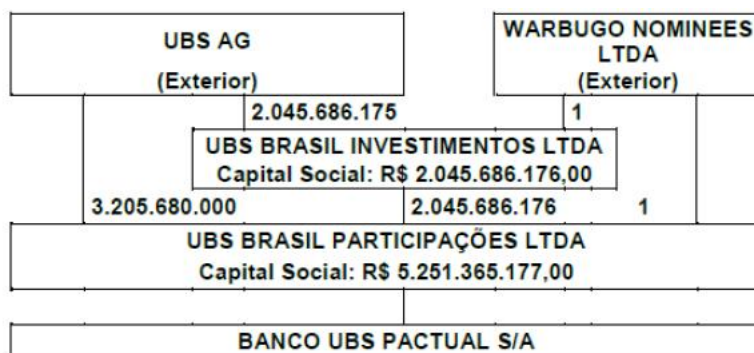 UBS AG
(Exterior)
WARBUGO NOMINEES
LTDA
(Exterior)
2.045.686.175
1
UBS BRASIL INVESTIMENTOS LTDA
Capital Social: R$ 2.045.686.176,00
3.205.680.000
2.045.686.176
1
UBS BRASIL PARTICIPAÇÕES LTDA
Capital Social: R$ 5.251.365.177,00
BANCO UBS PACTUAL S/A